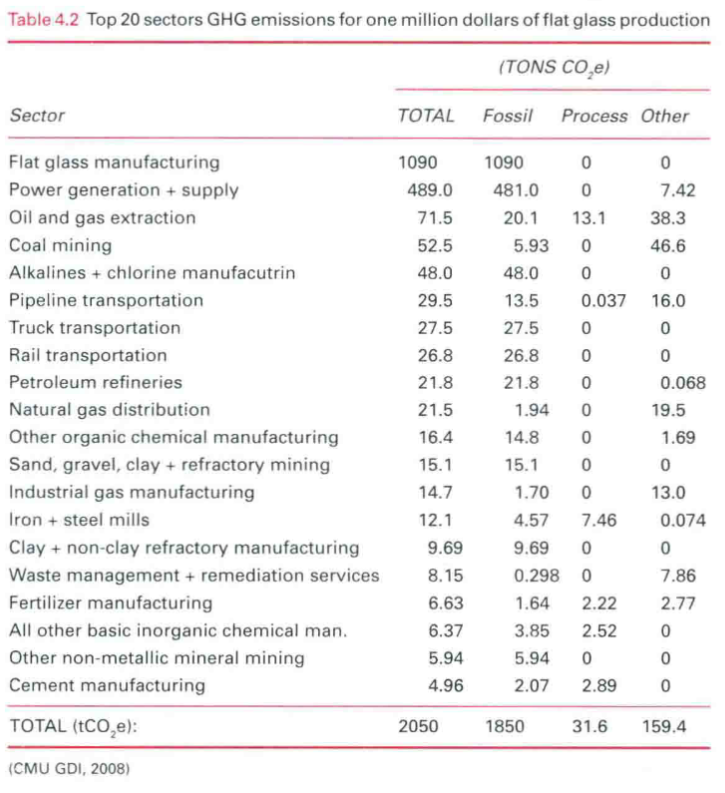 Table 4.2 Top 20 sectors GHG emissions for one million dollars of flat glass production
(TONS CO₂e)
Sector TOTAL Fossil Process Other
Flat glass manufacturing 1090 1090 0 0
Power generation + supply 489.0 481.0 0 7.42
Oil and gas extraction 71.5 20.1 13.1 38.3
Coal mining 52.5 5.93 0 46.6
Alkalines + chlorine manufacutrin 48.0 48.0 0 0
Pipeline transportation 29.5 13.5 0.037 16.0
Truck transportation 27.5 27.5 0 0
Rail transportation 26.8 26.8 0 0
Petroleum refineries 21.8 21.8 0 0.068
Natural gas distribution 21.5 1.94 0 19.5
Other organic chemical manufacturing 16.4 14.8 0 1.69
Sand, gravel, clay + refractory mining 15.1 15.1 0 0
Industrial gas manufacturing 14.7 1.70 0 13.0
Iron + steel mills 12.1 4.57 7.46 0.074
Clay + non-clay refractory manufacturing 9.69 9.69 0 0
Waste management + remediation services 8.15 0.298 0 7.86
Fertilizer manufacturing 6.63 1.64 2.22 2.77
All other basic inorganic chemical man. 6.37 3.85 2.52 0
Other non-metallic mineral mining 5.94 5.94 0 0
Cement manufacturing 4.96 2.07 2.89 0
TOTAL (tCO₂e): 2050 1850 31.6 159.4
(CMU GDI, 2008)